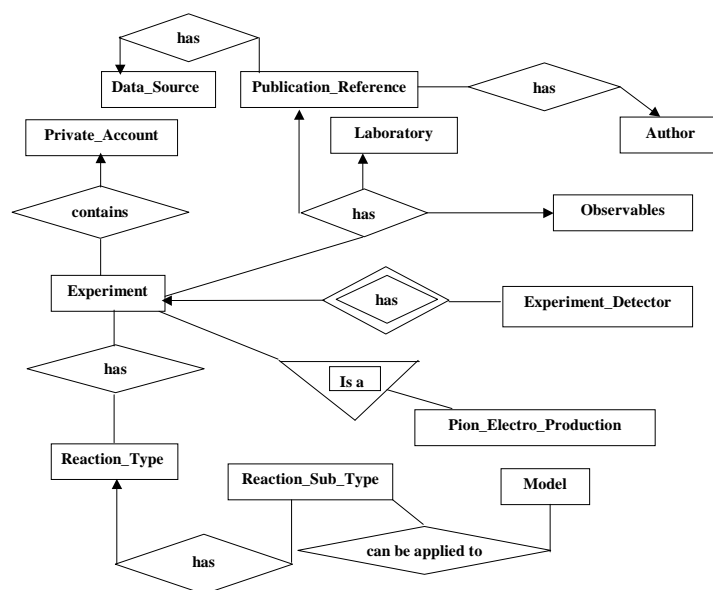 has
Data_Source
Publication_Reference
has
Private_Account
Laboratory
Author
contains
has
Observables
Experiment
has
Experiment_Detector
has
Is a
Pion_Electro_Production
Reaction_Type
Reaction_Sub_Type
Model
has
can be applied to